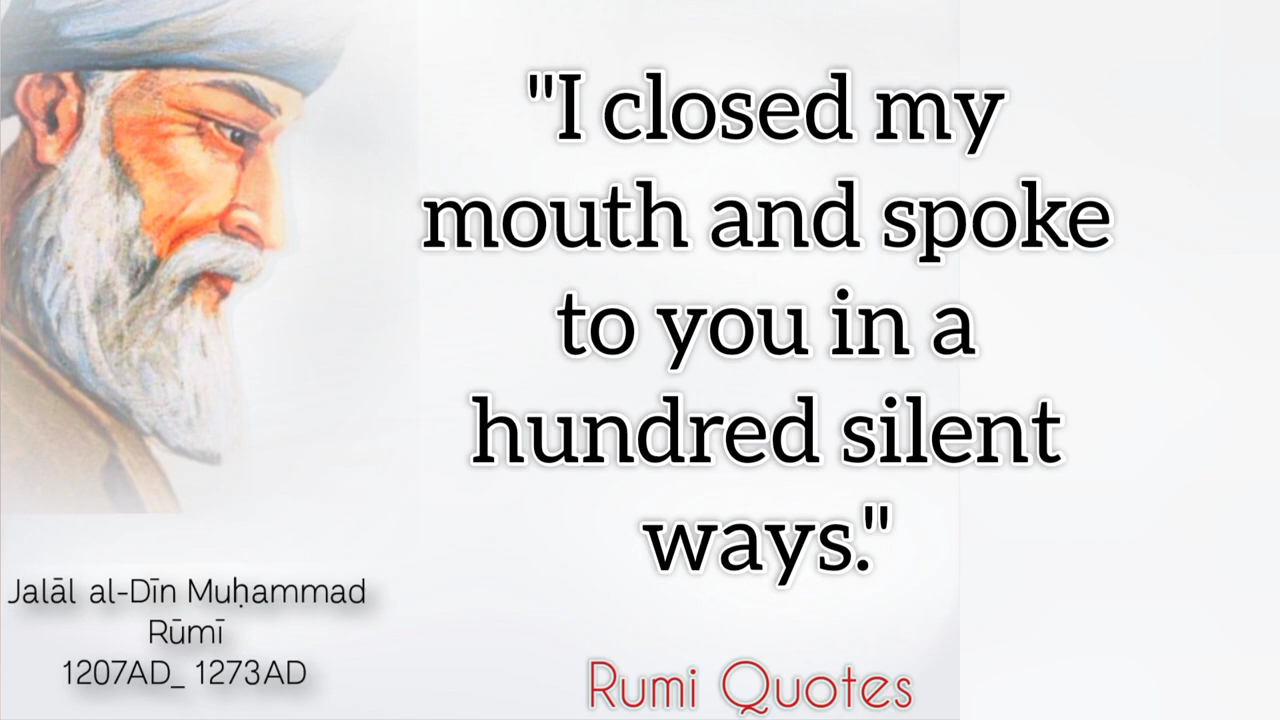 "I closed my
mouth and spoke
to you in a
hundred silent
ways."
Jalāl al-Dīn Muḥammad
Rūmī
1207AD_ 1273AD
Rumi Quotes